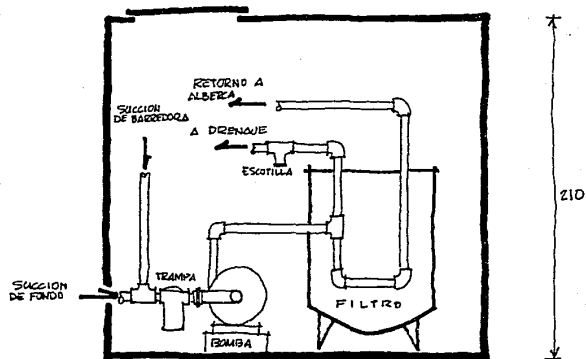 RETORNO A
ALBERCA
SUCCION
DE BARREDORA
A DRENAJE
ESCOTILLA
210
TRAMPA
SUCCION
DE FONDO
FILTRO
BOMBA